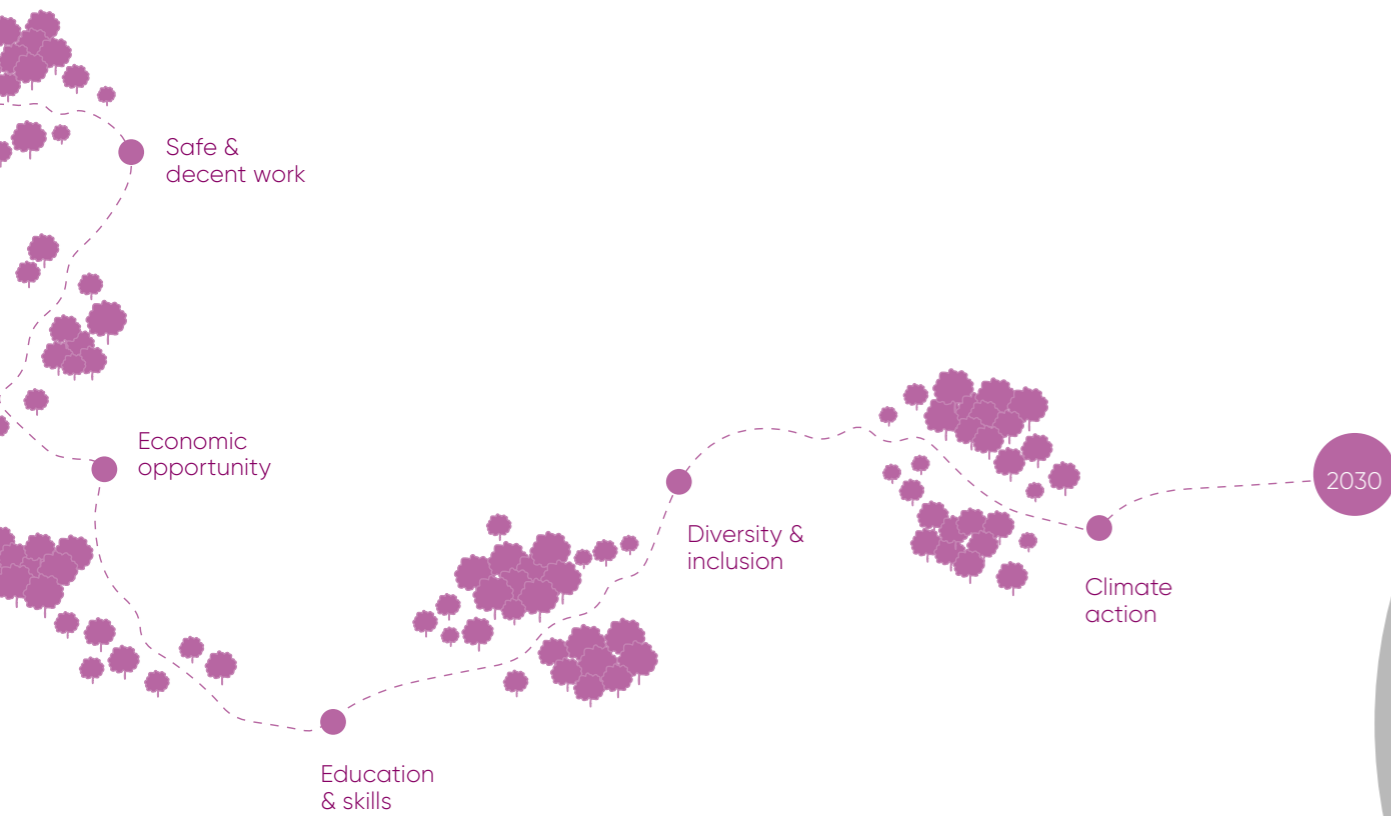 Safe &
decent work
Economic
opportunity
Education
& skills
Diversity &
inclusion
Climate
action
2030